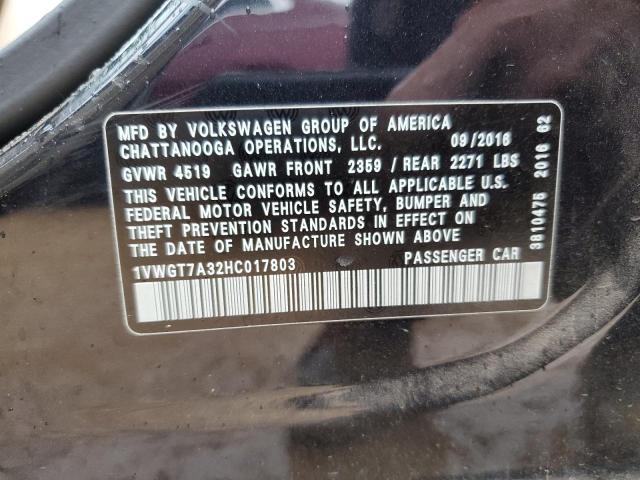 MFD BY VOLKSWAGEN GROUP OF AMERICA
CHATTANOOGA OPERATIONS, LLC. 09/2016
GVWR 4519 GAWR FRONT 2359 / REAR 2271 LBS
THIS VEHICLE CONFORMS TO ALL APPLICABLE U.S.
FEDERAL MOTOR VEHICLE SAFETY, BUMPER AND
THEFT PREVENTION STANDARDS IN EFFECT ON
THE DATE OF MANUFACTURE SHOWN ABOVE
1VWGT7A32HC017803 PASSENGER CAR
3810476 2016 62